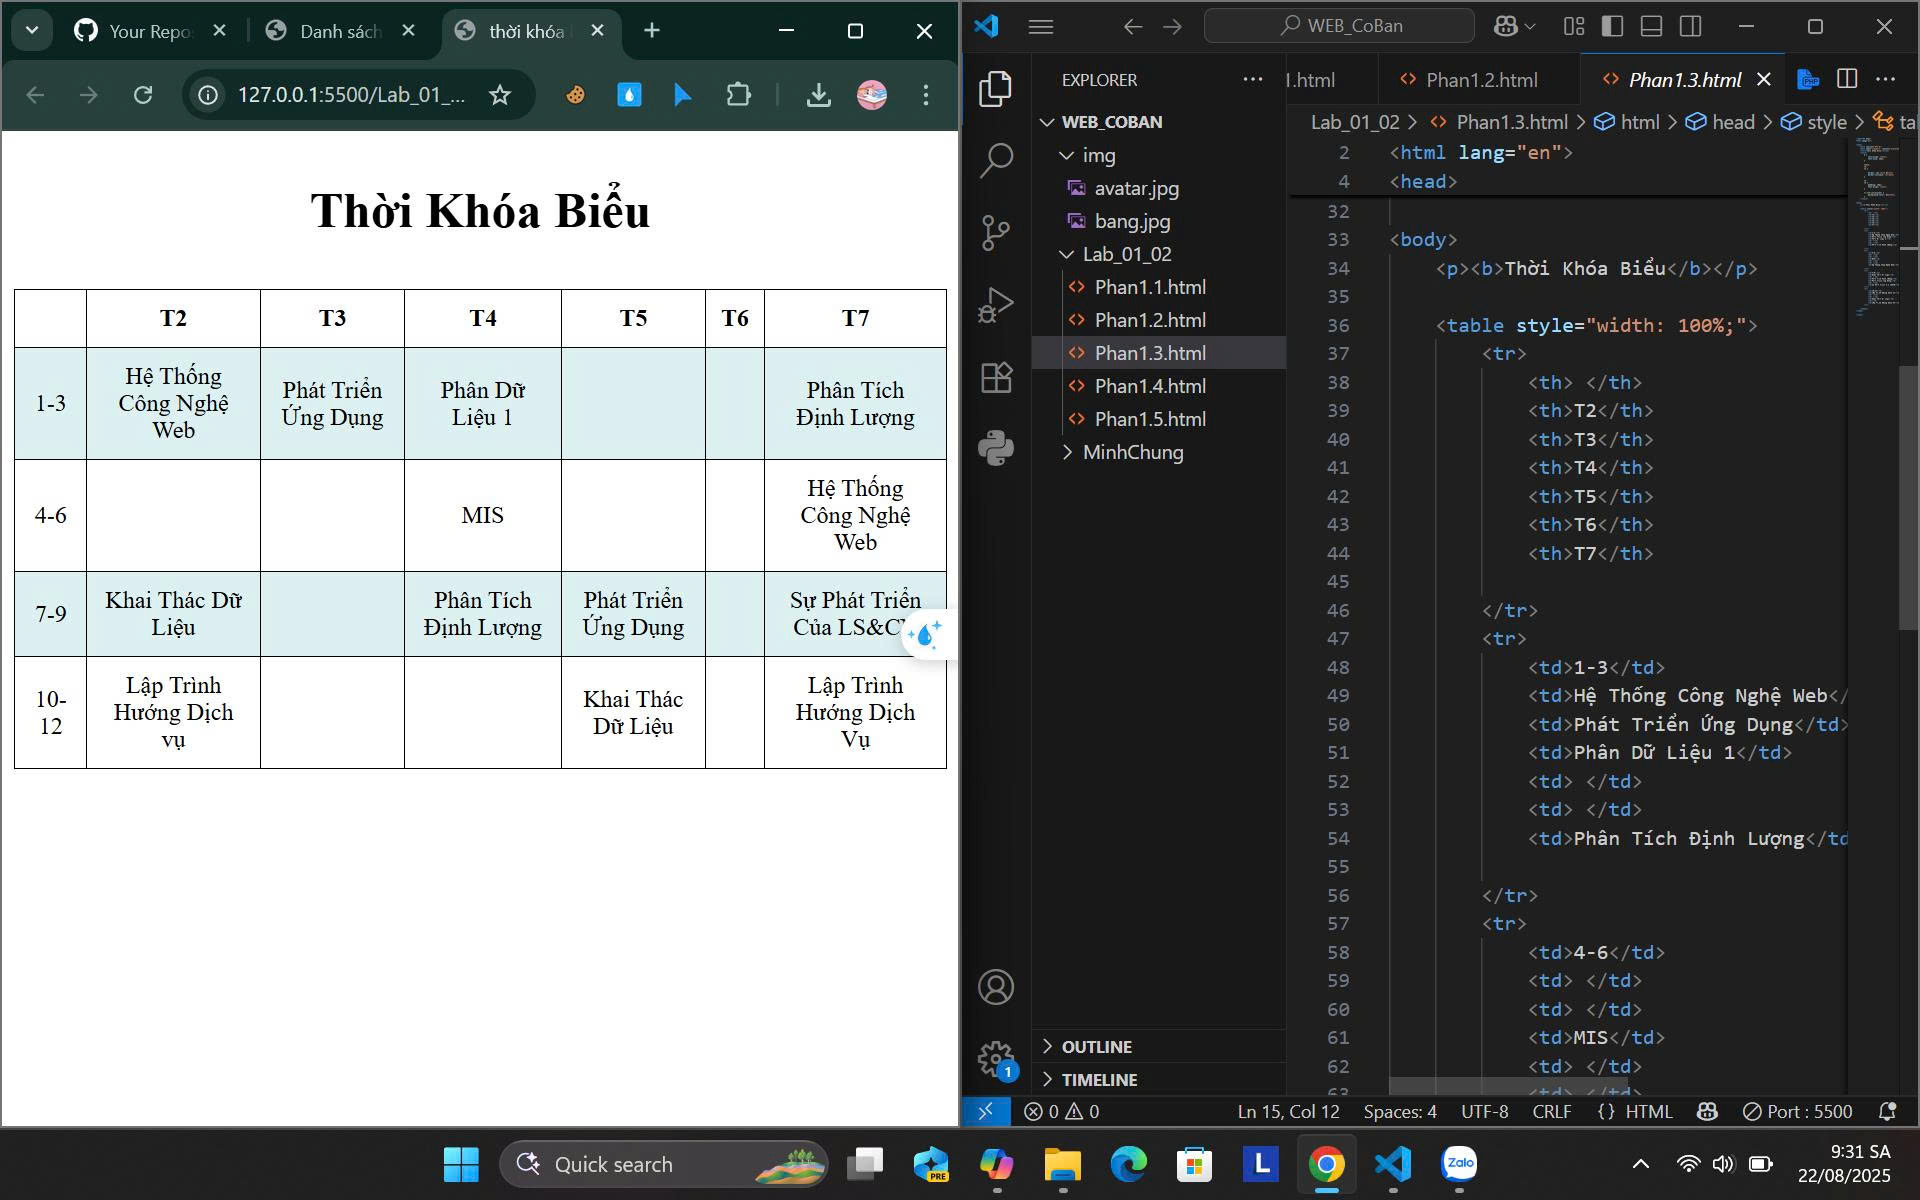 Your Repo
Danh sách
thời khóa
127.0.0.1:5500/Lab_01_...
Thời Khóa Biểu
T2 T3 T4 T5 T6 T7
1-3
Hệ Thống
Công Nghệ
Web
Phát Triển
Ứng Dụng
Phân Dữ
Liệu 1
Phân Tích
Định Lượng
4-6
MIS
Hệ Thống
Công Nghệ
Web
7-9
Khai Thác Dữ
Liệu
Phân Tích
Định Lượng
Phát Triển
Ứng Dụng
Sự Phát Triển
Của LS&C
10-
12
Lập Trình
Hướng Dịch
vụ
Khai Thác
Dữ Liệu
Lập Trình
Hướng Dịch
Vụ
WEB_CoBan
EXPLORER
WEB_COBAN
img
avatar.jpg
bang.jpg
Lab_01_02
Phan1.1.html
Phan1.2.html
Phan1.3.html
Phan1.4.html
Phan1.5.html
MinhChung
OUTLINE
TIMELINE
l.html
Phan1.2.html
Phan1.3.html
Lab_01_02 > Phan1.3.html > html > head > style > ta
2 <html lang="en">
4 <head>
32
33 <body>
34 <p><b>Thời Khóa Biểu</b></p>
35
36 <table style="width: 100%;">
37 <tr>
38 <th> </th>
39 <th>T2</th>
40 <th>T3</th>
41 <th>T4</th>
42 <th>T5</th>
43 <th>T6</th>
44 <th>T7</th>
45
46 </tr>
47 <tr>
48 <td>1-3</td>
49 <td>Hệ Thống Công Nghệ Web</
50 <td>Phát Triển Ứng Dụng</td>
51 <td>Phân Dữ Liệu 1</td>
52 <td> </td>
53 <td> </td>
54 <td>Phân Tích Định Lượng</td
55
56 </tr>
57 <tr>
58 <td>4-6</td>
59 <td> </td>
60 <td> </td>
61 <td>MIS</td>
62 <td> </td>
63 <td> </td>
1
0 0
Ln 15, Col 12
Spaces: 4
UTF-8
CRLF
{} HTML
Port : 5500
Quick search
PRE
L
Zalo
9:31 SA
22/08/2025